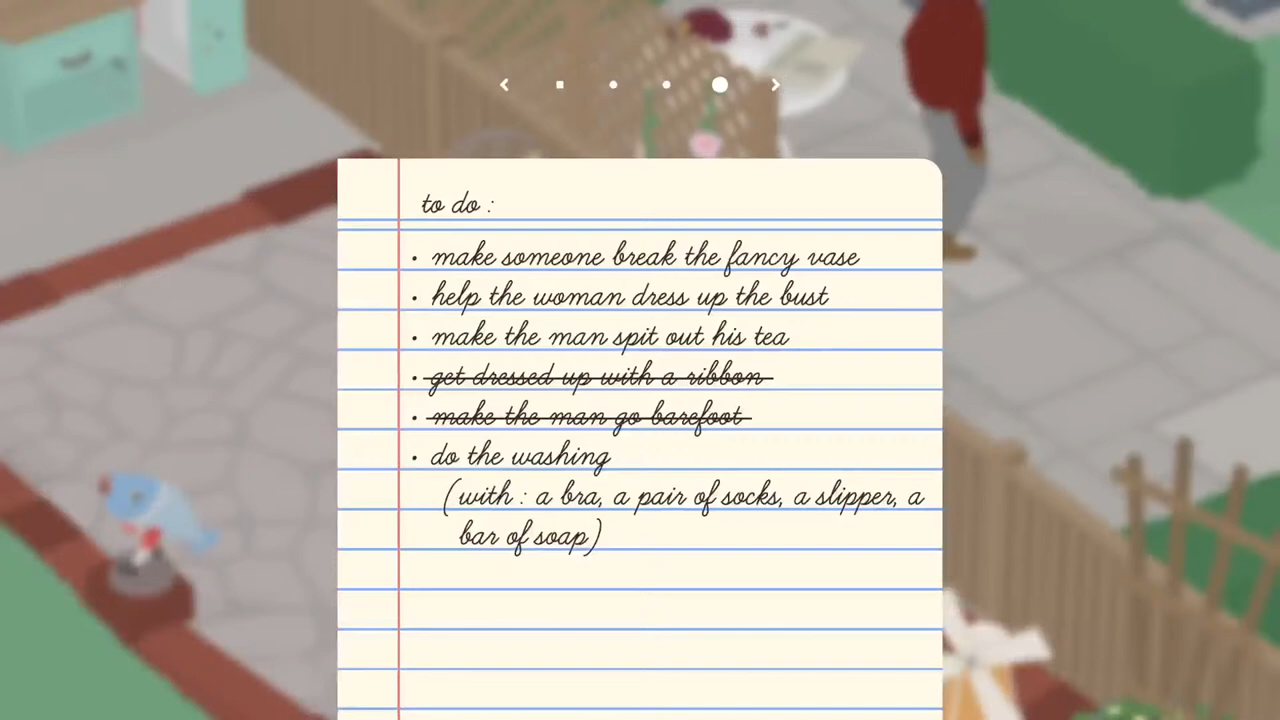 to do :
• make someone break the fancy vase
• help the woman dress up the bust
• make the man spit out his tea
• get dressed up with a ribbon
• make the man go barefoot
• do the washing
(with : a bra, a pair of socks, a slipper, a
bar of soap)